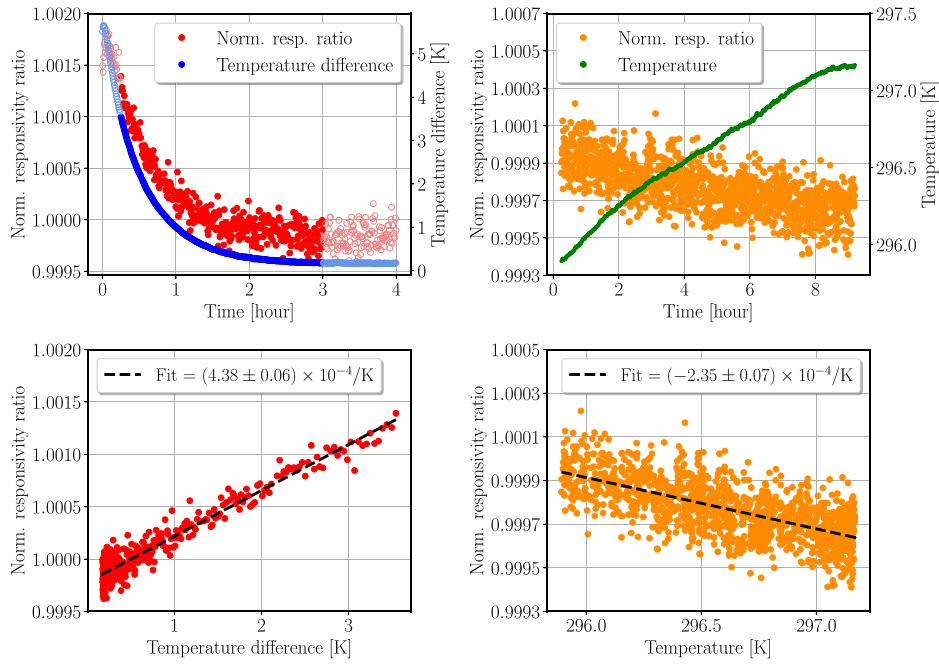 Norm. resp. ratio
Temperature difference
1.0020
1.0015
1.0010
1.0005
1.0000
0.9995
Norm. responsivity ratio
5
4
3
2
1
0
Temperature difference [K]
0 1 2 3 4
Time [hour]
Norm. resp. ratio
Temperature
1.0007
1.0005
1.0003
1.0001
0.9999
0.9997
0.9995
0.9993
Norm. responsivity ratio
297.5
297.0
296.5
296.0
Temperature [K]
0 2 4 6 8
Time [hour]
Fit = (4.38 ± 0.06) × 10⁻⁴/K
1.0020
1.0015
1.0010
1.0005
1.0000
0.9995
Norm. responsivity ratio
1 2 3
Temperature difference [K]
Fit = (−2.35 ± 0.07) × 10⁻⁴/K
1.0005
1.0003
1.0001
0.9999
0.9997
0.9995
0.9993
Norm. responsivity ratio
296.0 296.5 297.0
Temperature [K]